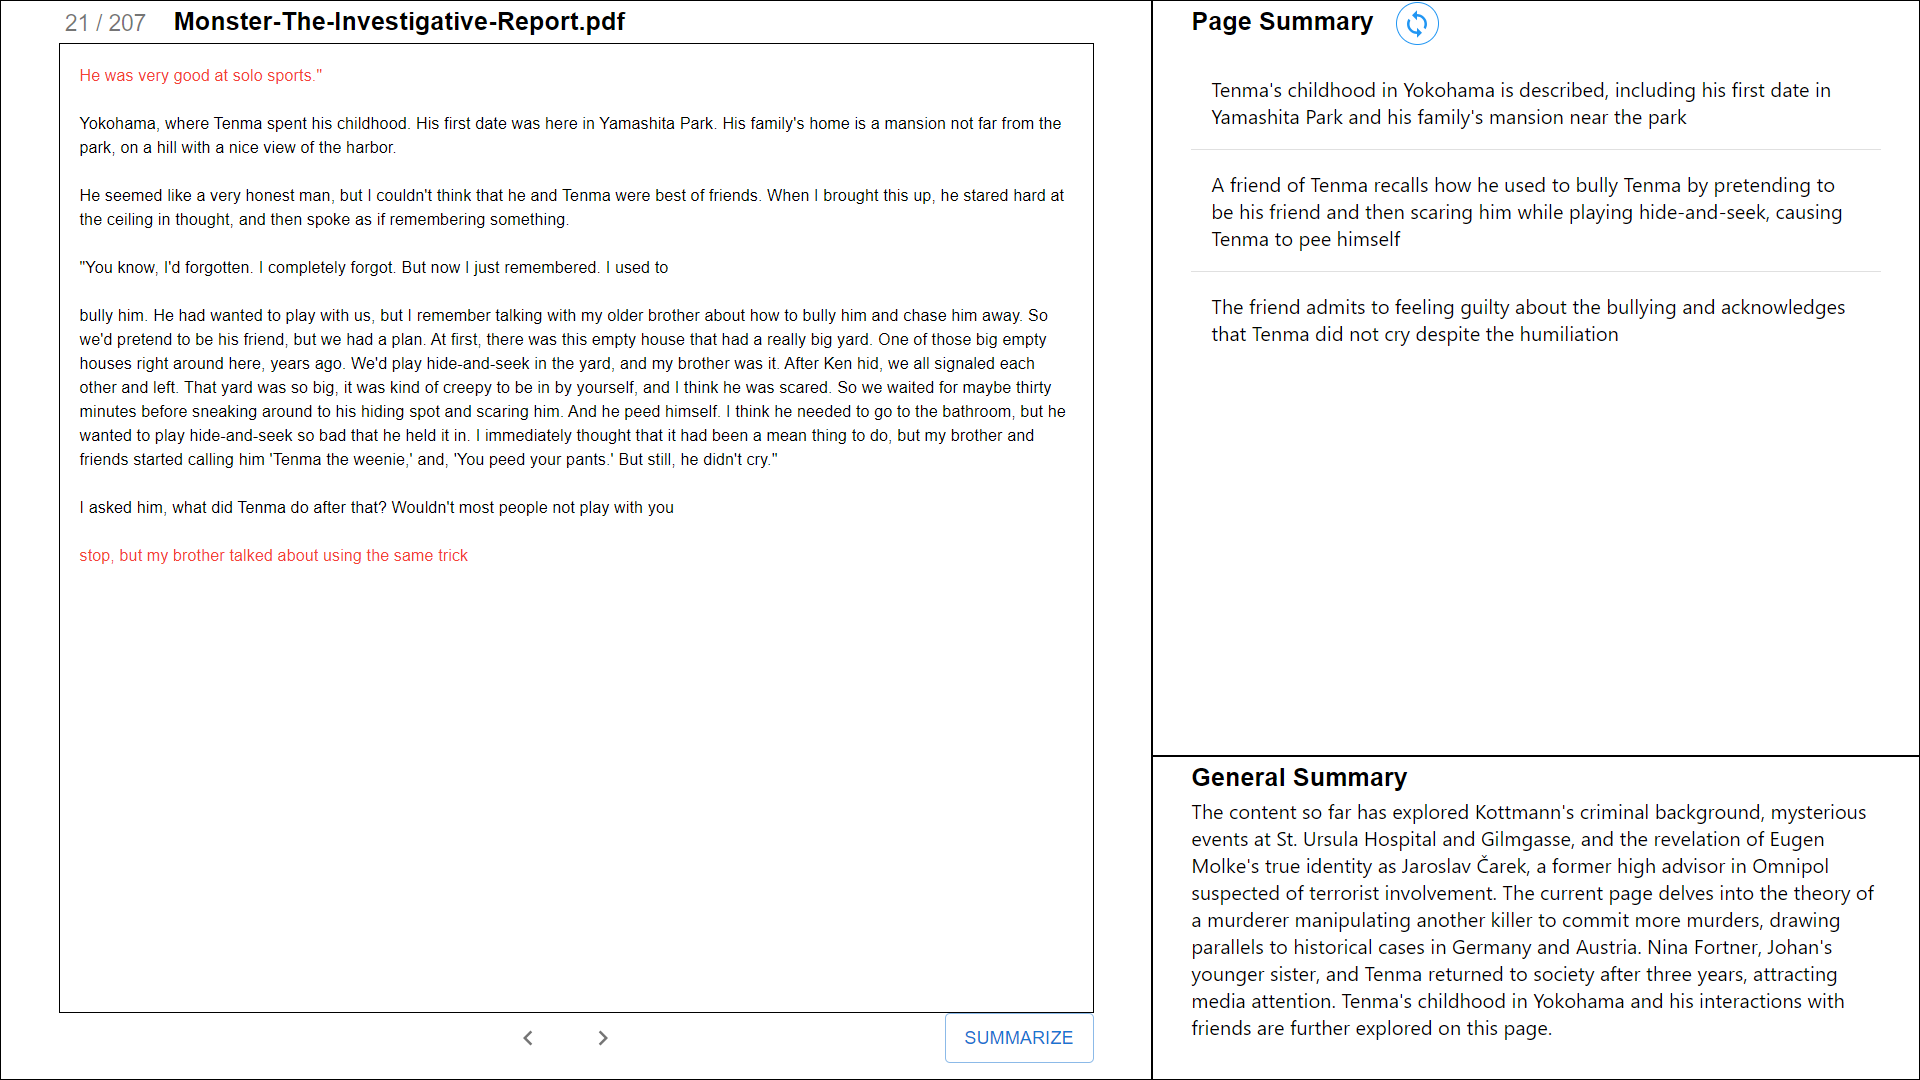 21 / 207 Monster-The-Investigative-Report.pdf
He was very good at solo sports."
Yokohama, where Tenma spent his childhood. His first date was here in Yamashita Park. His family's home is a mansion not far from the
park, on a hill with a nice view of the harbor.
He seemed like a very honest man, but I couldn't think that he and Tenma were best of friends. When I brought this up, he stared hard at
the ceiling in thought, and then spoke as if remembering something.
"You know, I'd forgotten. I completely forgot. But now I just remembered. I used to
bully him. He had wanted to play with us, but I remember talking with my older brother about how to bully him and chase him away. So
we'd pretend to be his friend, but we had a plan. At first, there was this empty house that had a really big yard. One of those big empty
houses right around here, years ago. We'd play hide-and-seek in the yard, and my brother was it. After Ken hid, we all signaled each
other and left. That yard was so big, it was kind of creepy to be in by yourself, and I think he was scared. So we waited for maybe thirty
minutes before sneaking around to his hiding spot and scaring him. And he peed himself. I think he needed to go to the bathroom, but he
wanted to play hide-and-seek so bad that he held it in. I immediately thought that it had been a mean thing to do, but my brother and
friends started calling him 'Tenma the weenie,' and, 'You peed your pants.' But still, he didn't cry."
I asked him, what did Tenma do after that? Wouldn't most people not play with you
stop, but my brother talked about using the same trick
SUMMARIZE
Page Summary
Tenma's childhood in Yokohama is described, including his first date in
Yamashita Park and his family's mansion near the park
A friend of Tenma recalls how he used to bully Tenma by pretending to
be his friend and then scaring him while playing hide-and-seek, causing
Tenma to pee himself
The friend admits to feeling guilty about the bullying and acknowledges
that Tenma did not cry despite the humiliation
General Summary
The content so far has explored Kottmann's criminal background, mysterious
events at St. Ursula Hospital and Gilmgasse, and the revelation of Eugen
Molke's true identity as Jaroslav Čarek, a former high advisor in Omnipol
suspected of terrorist involvement. The current page delves into the theory of
a murderer manipulating another killer to commit more murders, drawing
parallels to historical cases in Germany and Austria. Nina Fortner, Johan's
younger sister, and Tenma returned to society after three years, attracting
media attention. Tenma's childhood in Yokohama and his interactions with
friends are further explored on this page.